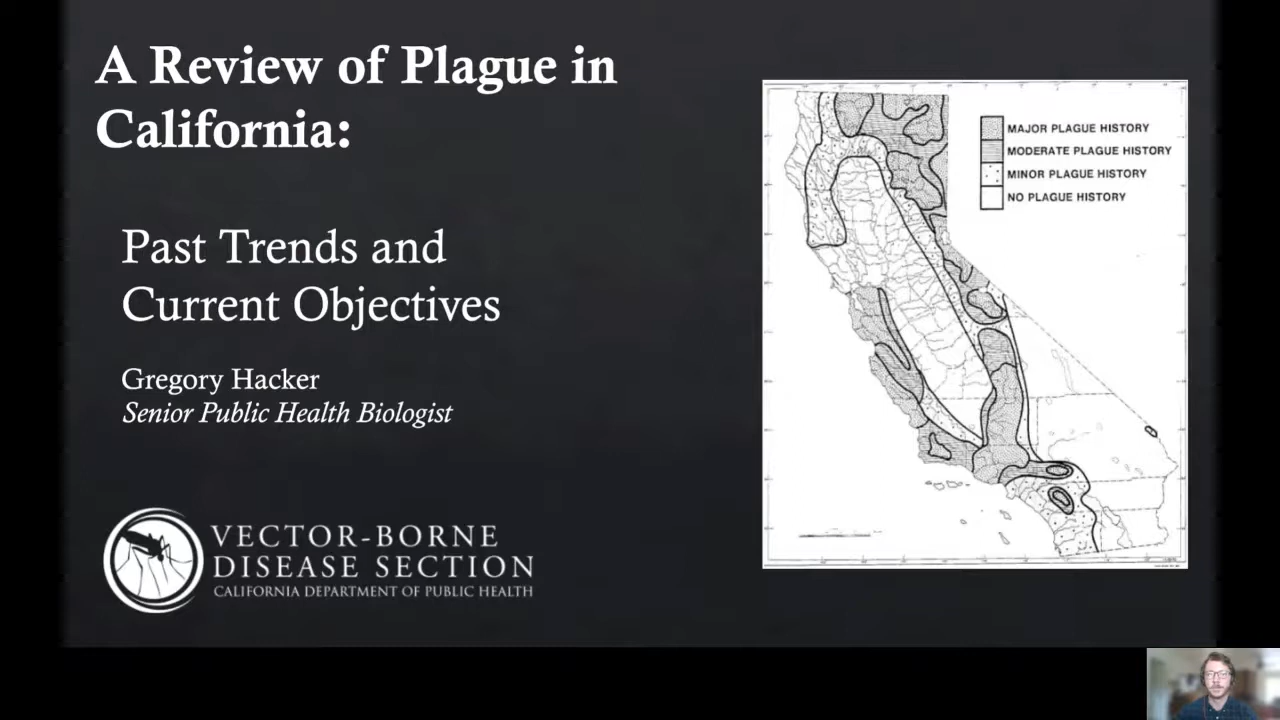 A Review of Plague in
California:
Past Trends and
Current Objectives
Gregory Hacker
Senior Public Health Biologist
VECTOR-BORNE
DISEASE SECTION
CALIFORNIA DEPARTMENT OF PUBLIC HEALTH
MAJOR PLAGUE HISTORY
MODERATE PLAGUE HISTORY
MINOR PLAGUE HISTORY
NO PLAGUE HISTORY